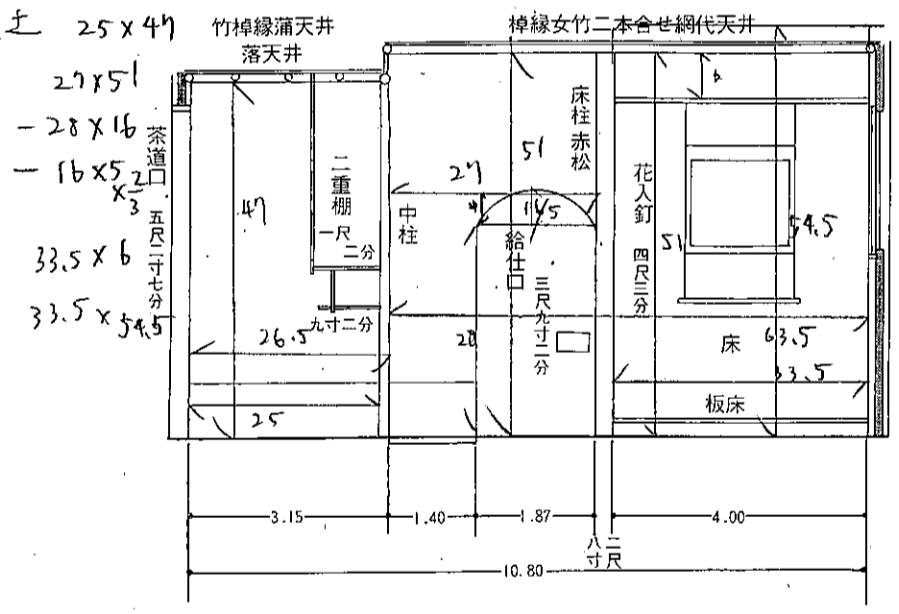 土 25×47
27×51
-28×16
-16×5×2/3
33.5×6
33.5×54.5
竹棹縁蒲天井
落天井
棹縁女竹二本合せ網代天井
茶道口 五尺二寸七分
47
二重棚
一尺
二分
九寸二分
26.5
25
中柱
27
51
床柱 赤松
給仕口 三尺九寸二分
28
花入釘 四尺三分
51
54.5
6
床
63.5
33.5
板床
3.15
1.40
1.87
4.00
二尺
八寸
10.80